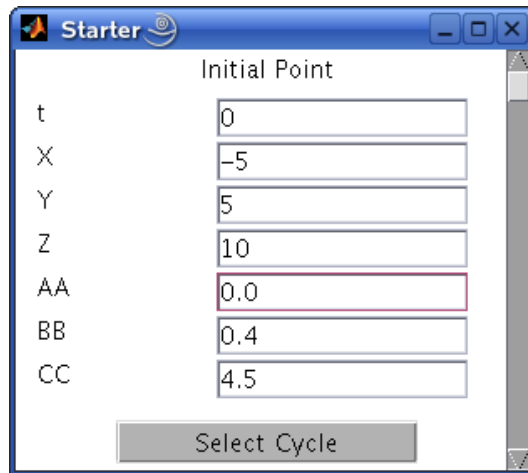 Starter
Initial Point
t 0
X -5
Y 5
Z 10
AA 0.0
BB 0.4
CC 4.5
Select Cycle